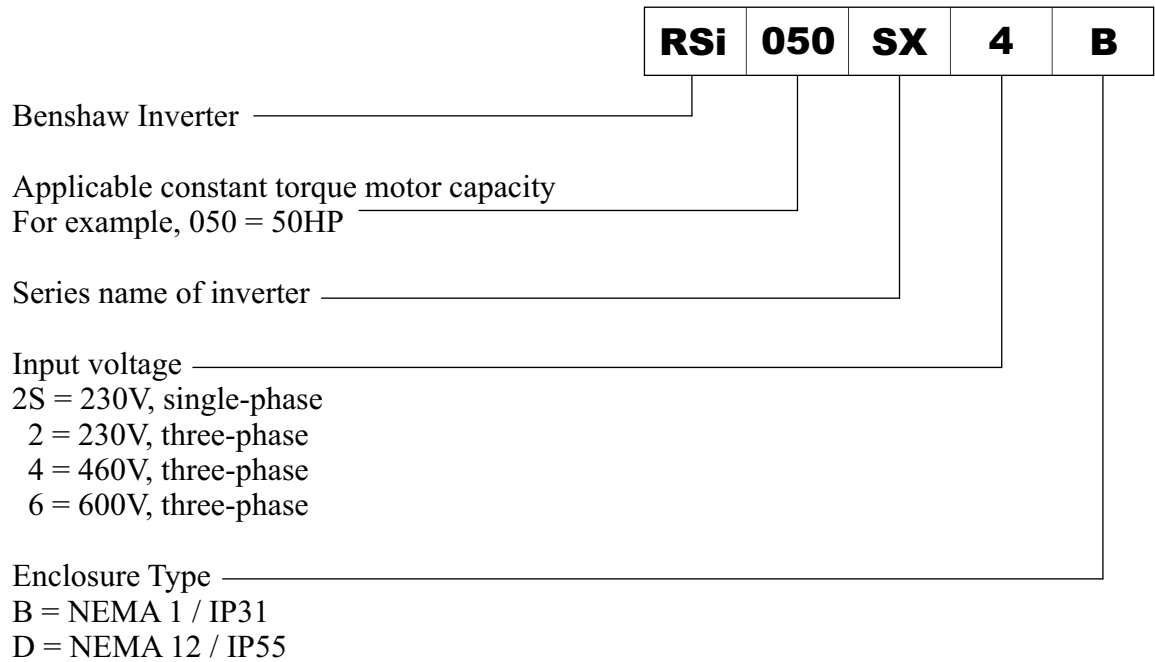 RSi 050 SX 4 B
Benshaw Inverter
Applicable constant torque motor capacity
For example, 050 = 50HP
Series name of inverter
Input voltage
2S = 230V, single-phase
2 = 230V, three-phase
4 = 460V, three-phase
6 = 600V, three-phase
Enclosure Type
B = NEMA 1 / IP31
D = NEMA 12 / IP55